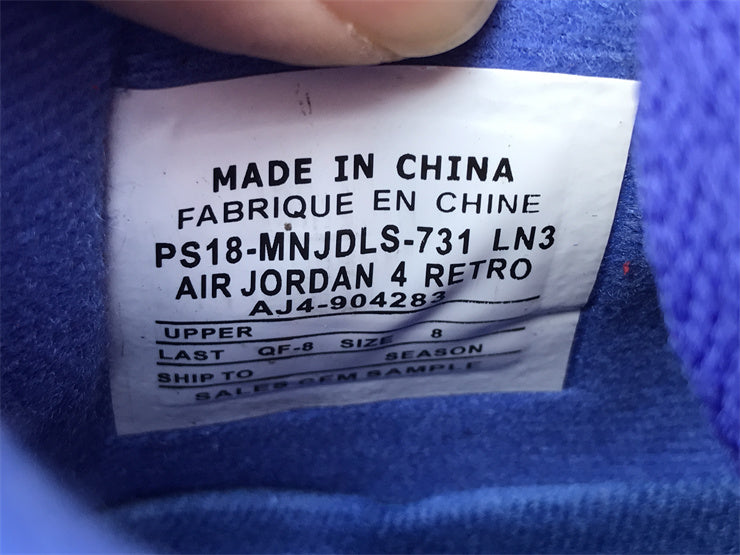 MADE IN CHINA
FABRIQUE EN CHINE
PS18-MNJDLS-731 LN3
AIR JORDAN 4 RETRO
AJ4-904283
UPPER
LAST QF-8 SIZE 8
SHIP TO SEASON
SALES CFM SAMPLE